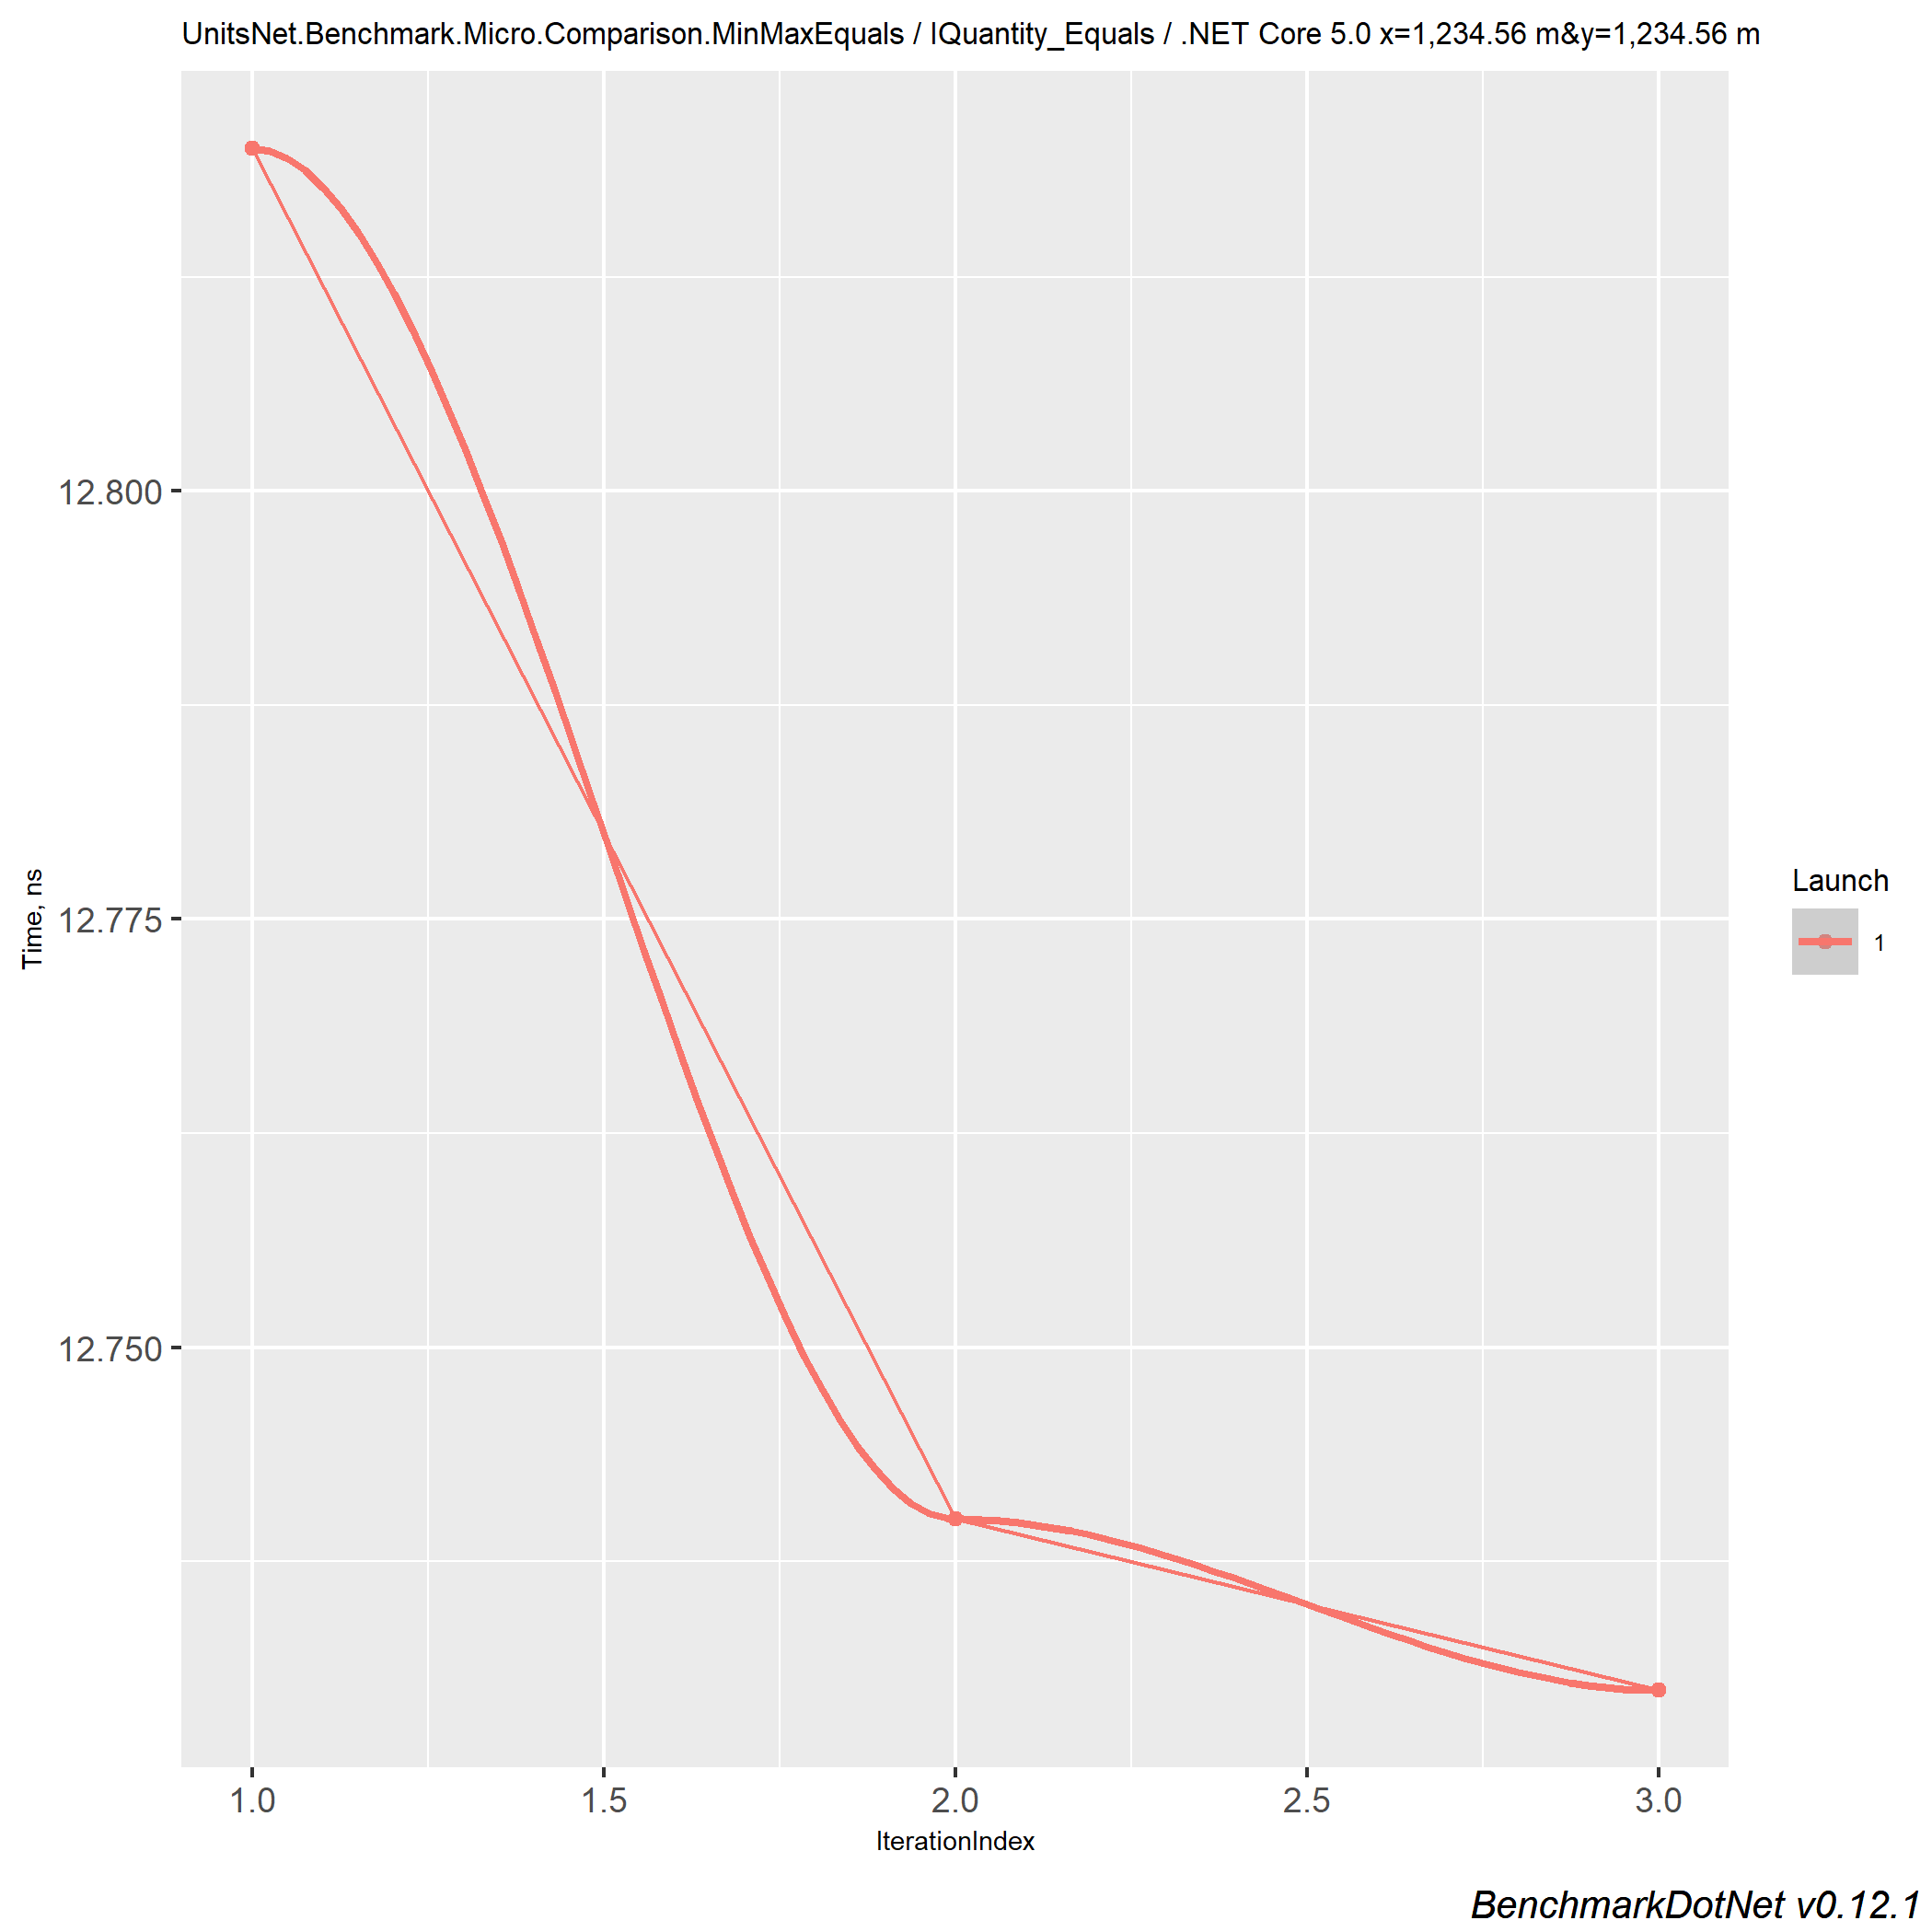 UnitsNet.Benchmark.Micro.Comparison.MinMaxEquals / IQuantity_Equals / .NET Core 5.0 x=1,234.56 m&y=1,234.56 m
12.800
12.775
12.750
Time, ns
1.0 1.5 2.0 2.5 3.0
IterationIndex
Launch
1
BenchmarkDotNet v0.12.1